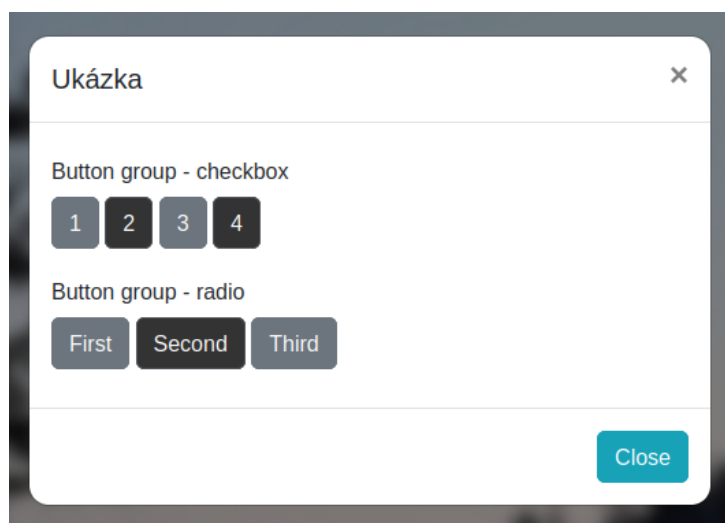 Ukázka ×
Button group - checkbox
1 2 3 4
Button group - radio
First Second Third
Close